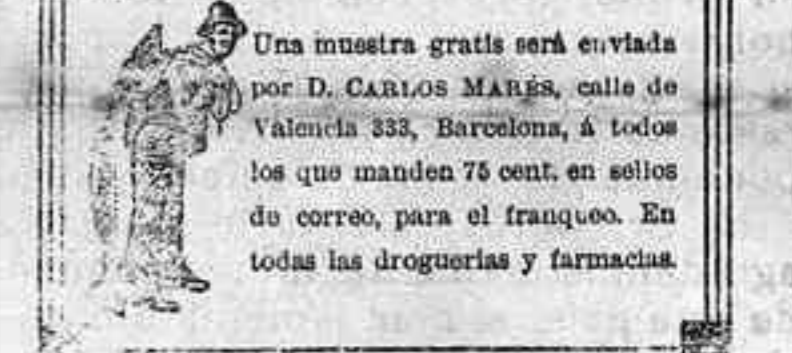 Una muestra gratis será enviada
por D. CARLOS MARÉS, calle de
Valencia 333, Barcelona, á todos
los que manden 75 cent. en sellos
de correo, para el franqueo. En
todas las droguerias y farmacias.